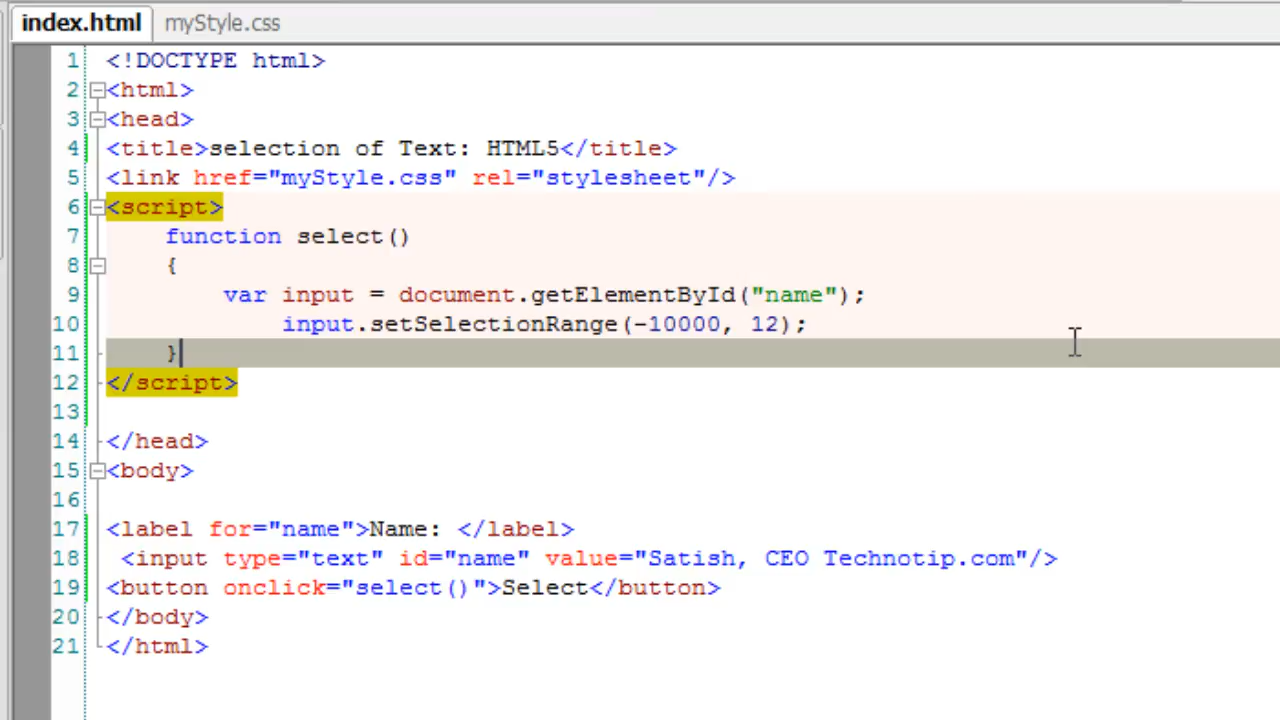 index.html myStyle.css
1 <!DOCTYPE html>
2 <html>
3 <head>
4 <title>selection of Text: HTML5</title>
5 <link href="myStyle.css" rel="stylesheet"/>
6 <script>
7 function select()
8 {
9 var input = document.getElementById("name");
10 input.setSelectionRange(-10000, 12);
11 }
12 </script>
13
14 </head>
15 <body>
16
17 <label for="name">Name: </label>
18 <input type="text" id="name" value="Satish, CEO Technotip.com"/>
19 <button onclick="select()">Select</button>
20 </body>
21 </html>